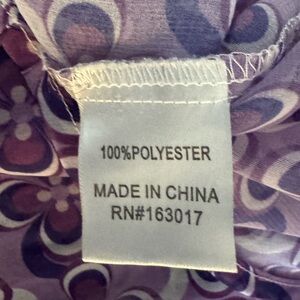 100%POLYESTER
MADE IN CHINA
RN#163017